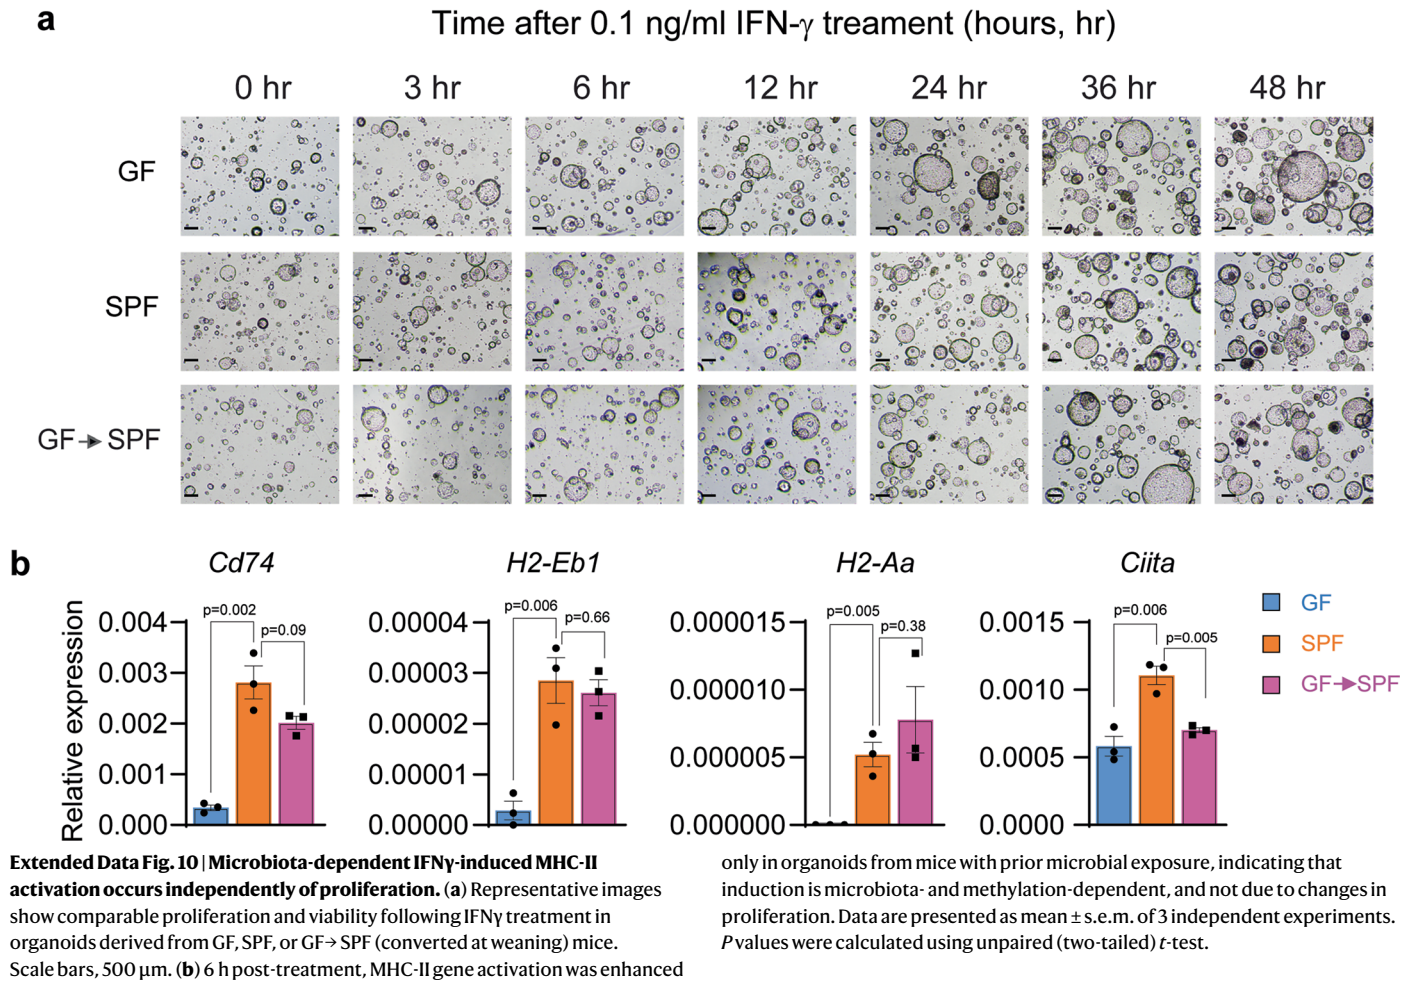 a
Time after 0.1 ng/ml IFN-γ treament (hours, hr)
0 hr 3 hr 6 hr 12 hr 24 hr 36 hr 48 hr
GF
SPF
GF → SPF
b
Cd74
Relative expression
0.004
0.003
0.002
0.001
0.000
p=0.002
p=0.09
H2-Eb1
0.00004
0.00003
0.00002
0.00001
0.00000
p=0.006
p=0.66
H2-Aa
0.000015
0.000010
0.000005
0.000000
p=0.005
p=0.38
Ciita
0.0015
0.0010
0.0005
0.0000
p=0.006
p=0.005
GF
SPF
GF→SPF
Extended Data Fig. 10 | Microbiota-dependent IFNγ-induced MHC-II
activation occurs independently of proliferation. (a) Representative images
show comparable proliferation and viability following IFNγ treatment in
organoids derived from GF, SPF, or GF→ SPF (converted at weaning) mice.
Scale bars, 500 µm. (b) 6 h post-treatment, MHC-II gene activation was enhanced
only in organoids from mice with prior microbial exposure, indicating that
induction is microbiota- and methylation-dependent, and not due to changes in
proliferation. Data are presented as mean ± s.e.m. of 3 independent experiments.
P values were calculated using unpaired (two-tailed) t-test.